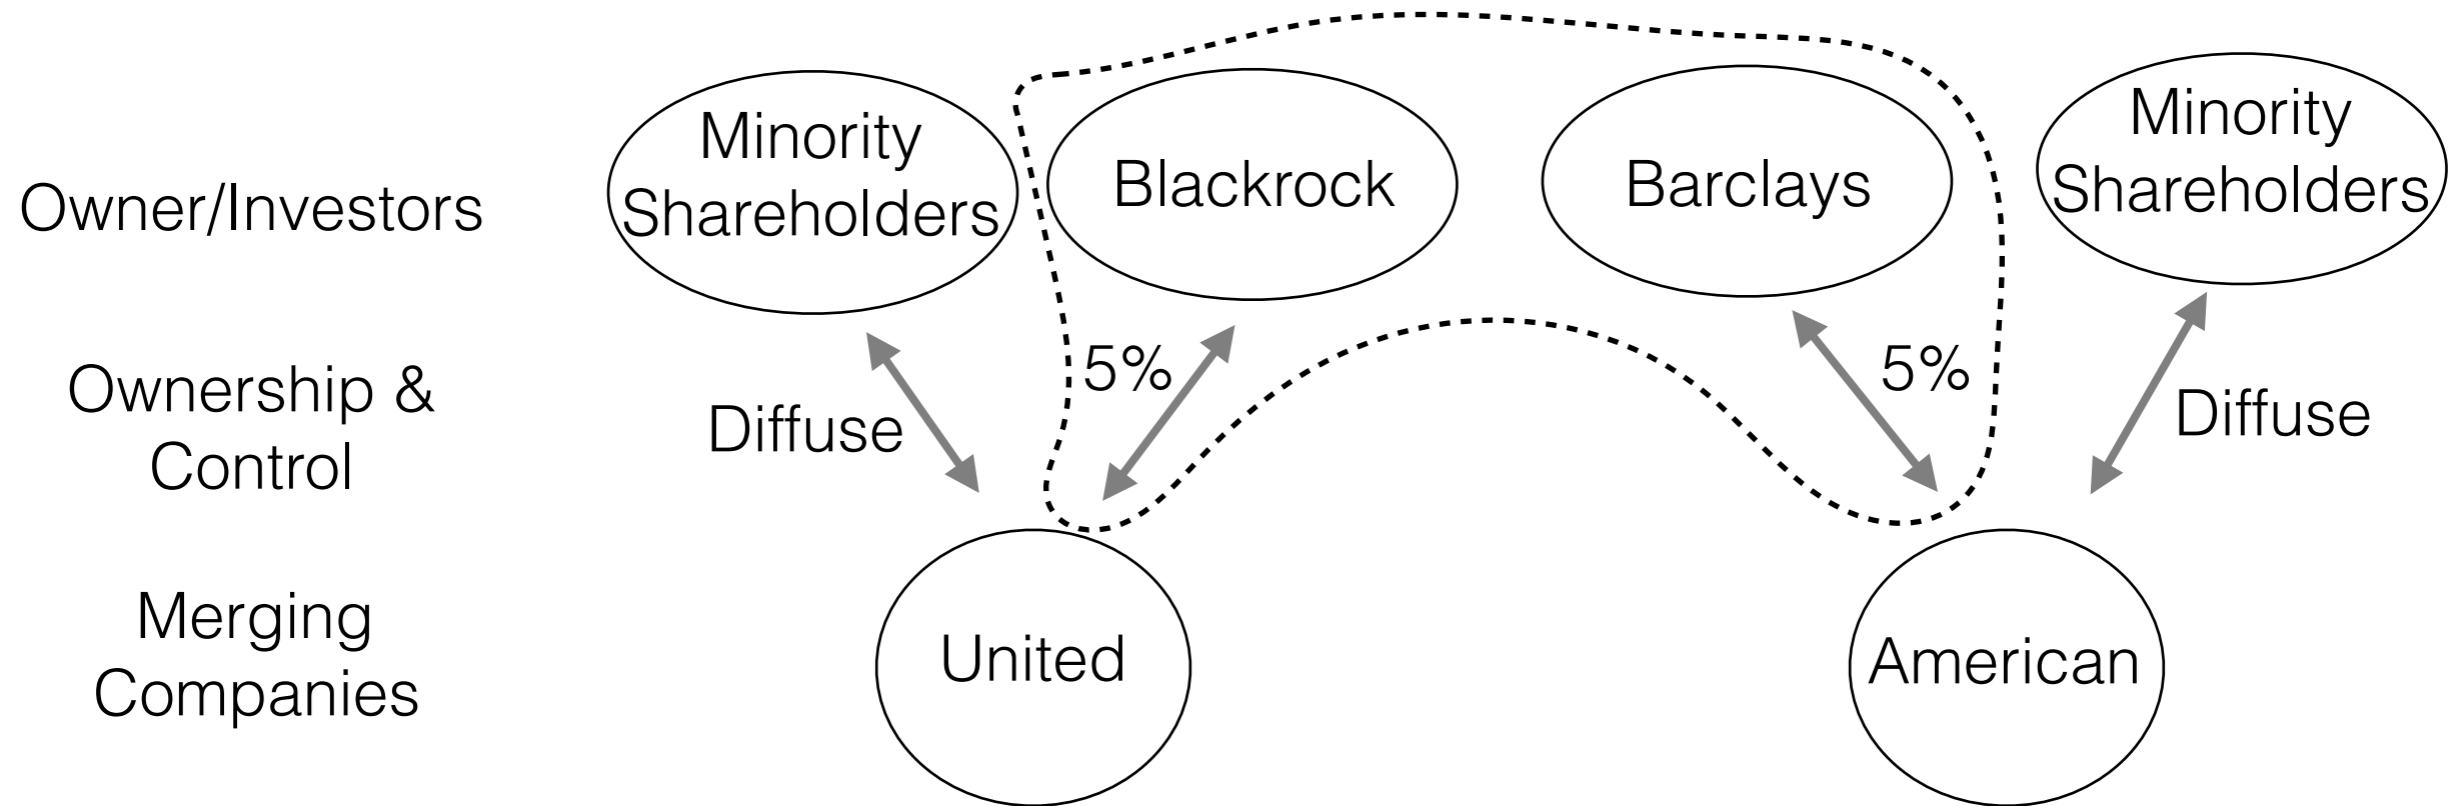 Owner/Investors
Minority
Shareholders
Blackrock
Barclays
Minority
Shareholders
Ownership &
Control
Diffuse
5%
5%
Diffuse
Merging
Companies
United
American